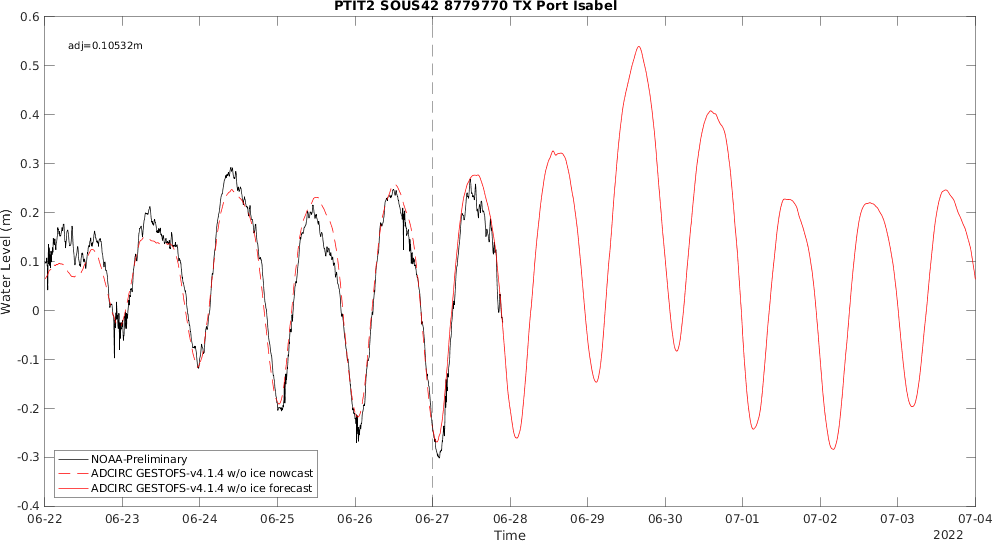 PTIT2 SOUS42 8779770 TX Port Isabel
adj=0.10532m
0.6
0.5
0.4
0.3
0.2
0.1
0
-0.1
-0.2
-0.3
-0.4
Water Level (m)
NOAA-Preliminary
ADCIRC GESTOFS-v4.1.4 w/o ice nowcast
ADCIRC GESTOFS-v4.1.4 w/o ice forecast
06-22 06-23 06-24 06-25 06-26 06-27 06-28 06-29 06-30 07-01 07-02 07-03 07-04
Time
2022